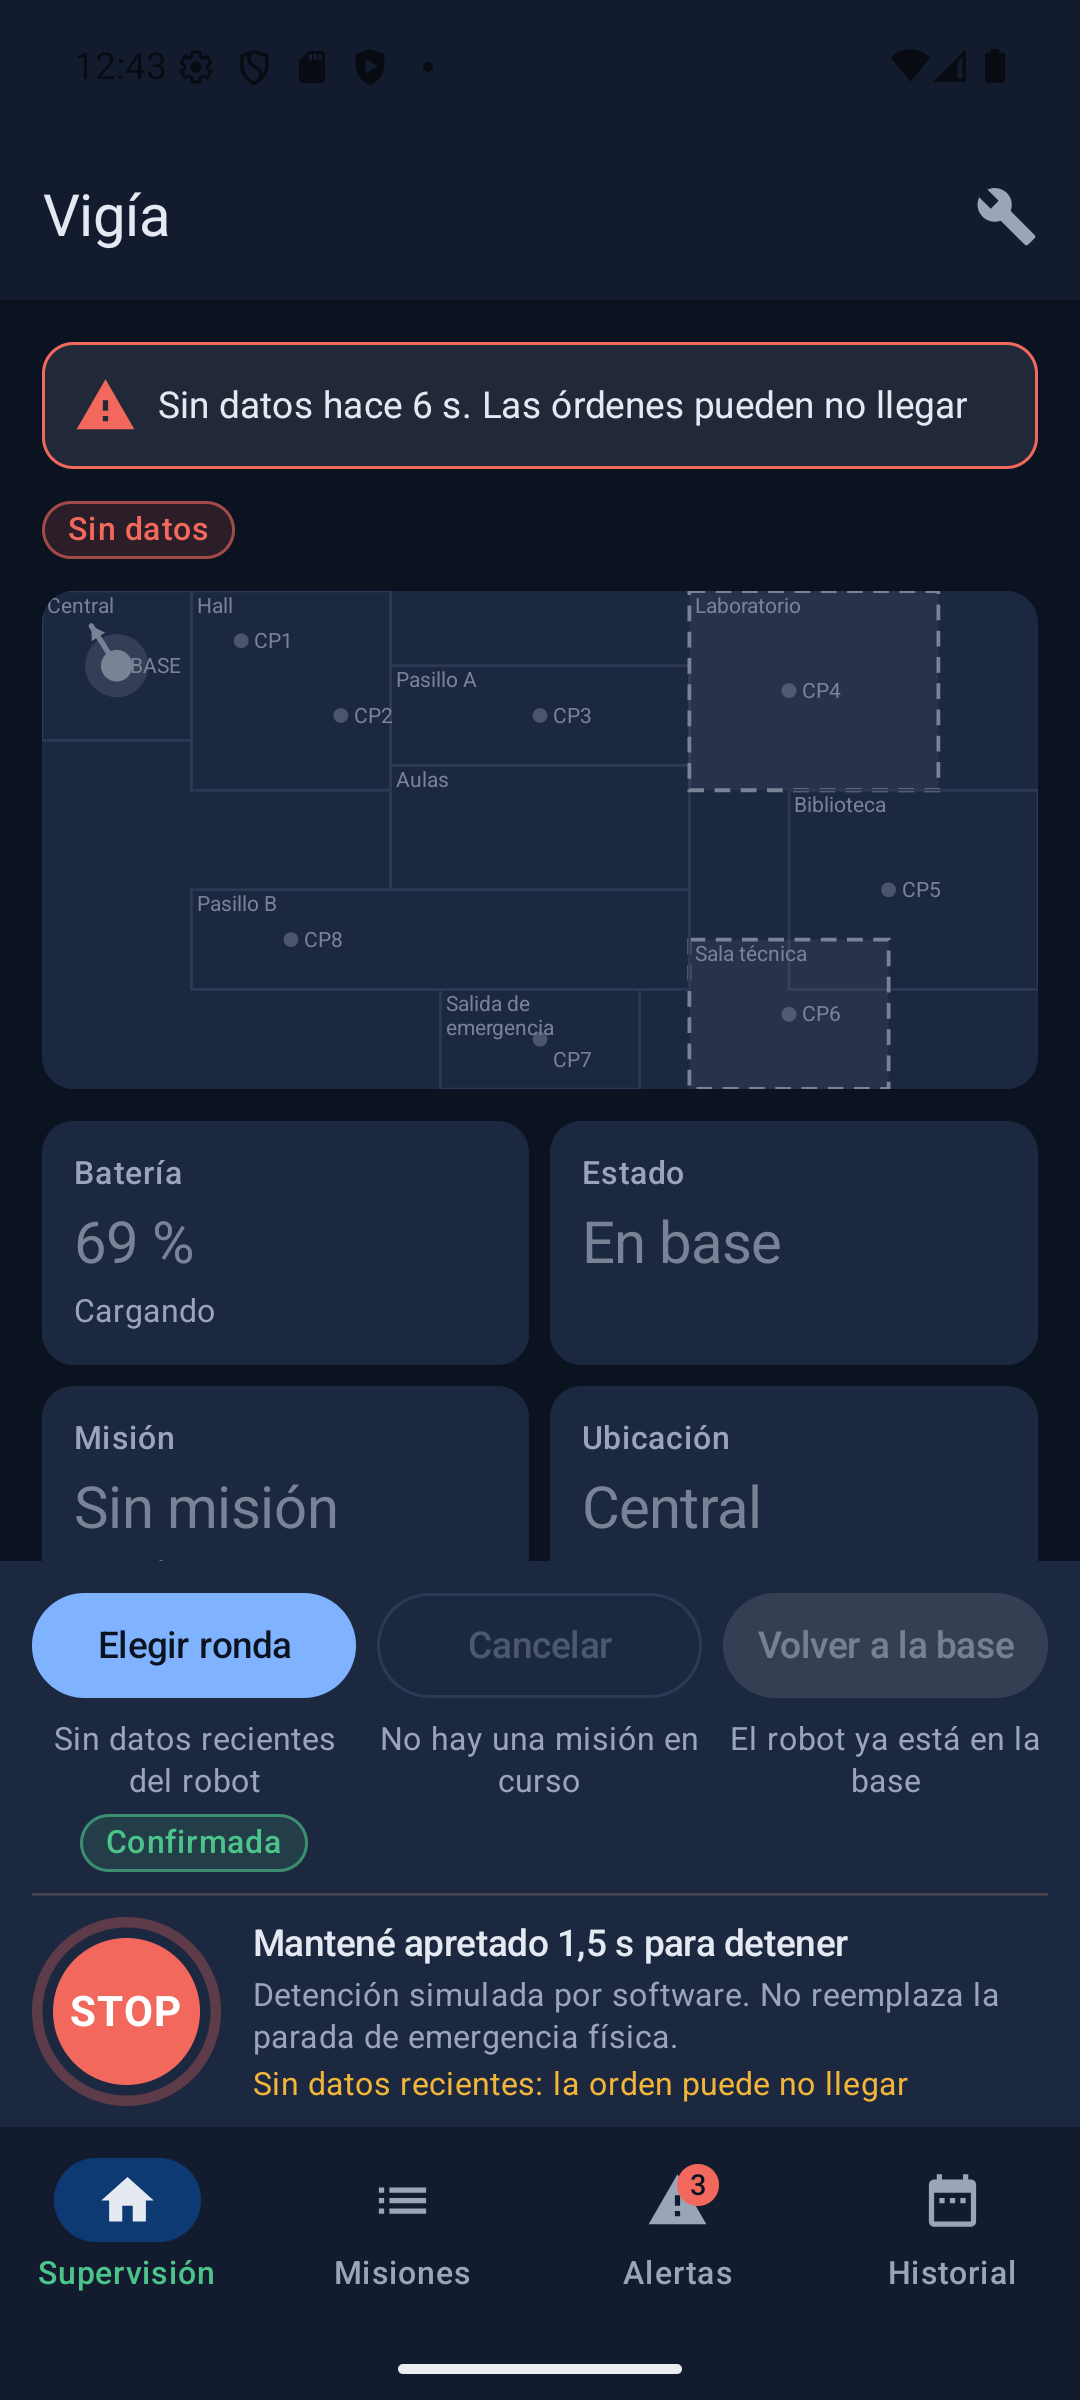 12:43
Vigía
Sin datos hace 6 s. Las órdenes pueden no llegar
Sin datos
Central
Hall
Laboratorio
CP1
BASE
Pasillo A
CP4
CP2
CP3
Aulas
Biblioteca
CP5
Pasillo B
CP8
Sala técnica
Salida de
emergencia
CP6
CP7
Batería
69 %
Cargando
Estado
En base
Misión
Sin misión
Ubicación
Central
Elegir ronda
Cancelar
Volver a la base
Sin datos recientes
del robot
No hay una misión en
curso
El robot ya está en la
base
Confirmada
STOP
Mantené apretado 1,5 s para detener
Detención simulada por software. No reemplaza la
parada de emergencia física.
Sin datos recientes: la orden puede no llegar
3
Supervisión
Misiones
Alertas
Historial